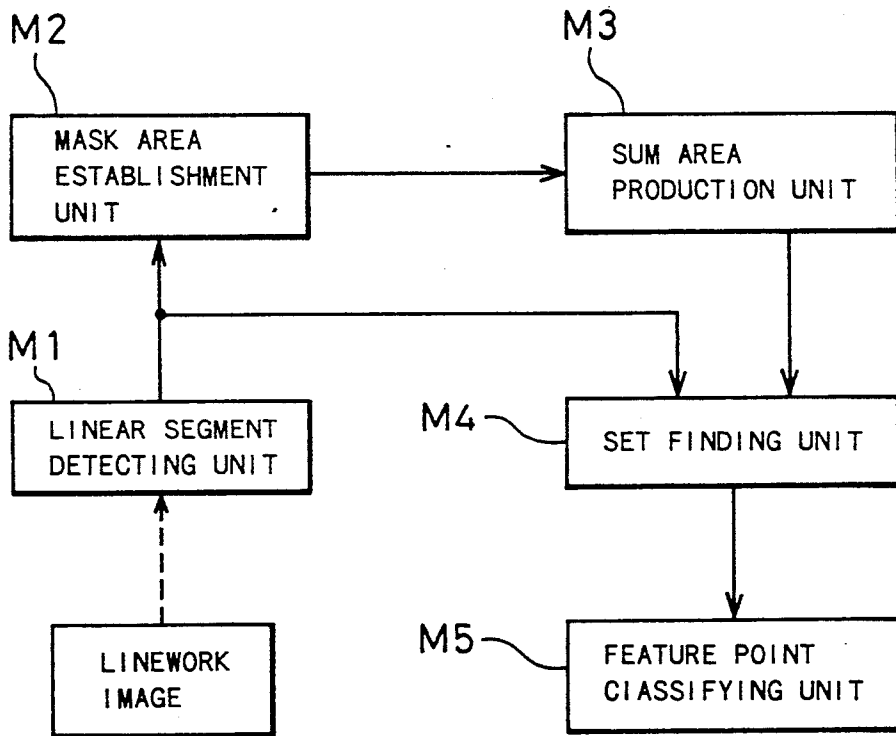 M2
MASK AREA
ESTABLISHMENT
UNIT
M3
SUM AREA
PRODUCTION UNIT
M1
LINEAR SEGMENT
DETECTING UNIT
M4
SET FINDING UNIT
LINEWORK
IMAGE
M5
FEATURE POINT
CIASSIFYING UNIT